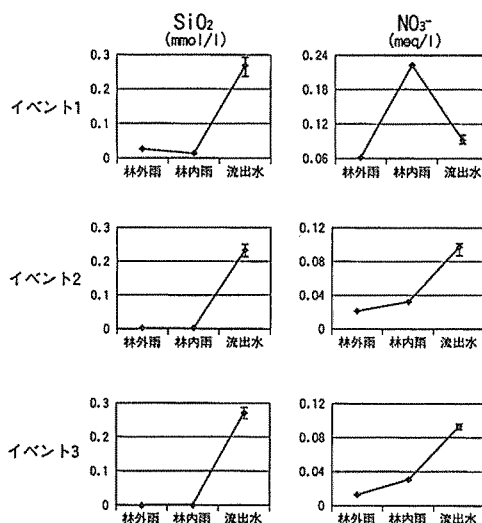 SiO₂
(mmol/l)
NO₃⁻
(meq/l)
イベント1
0.3
0.2
0.1
0
林外雨 林内雨 流出水
0.24
0.18
0.12
0.06
林外雨 林内雨 流出水
イベント2
0.3
0.2
0.1
0
林外雨 林内雨 流出水
0.12
0.08
0.04
0
林外雨 林内雨 流出水
イベント3
0.3
0.2
0.1
0
林外雨 林内雨 流出水
0.12
0.08
0.04
0
林外雨 林内雨 流出水